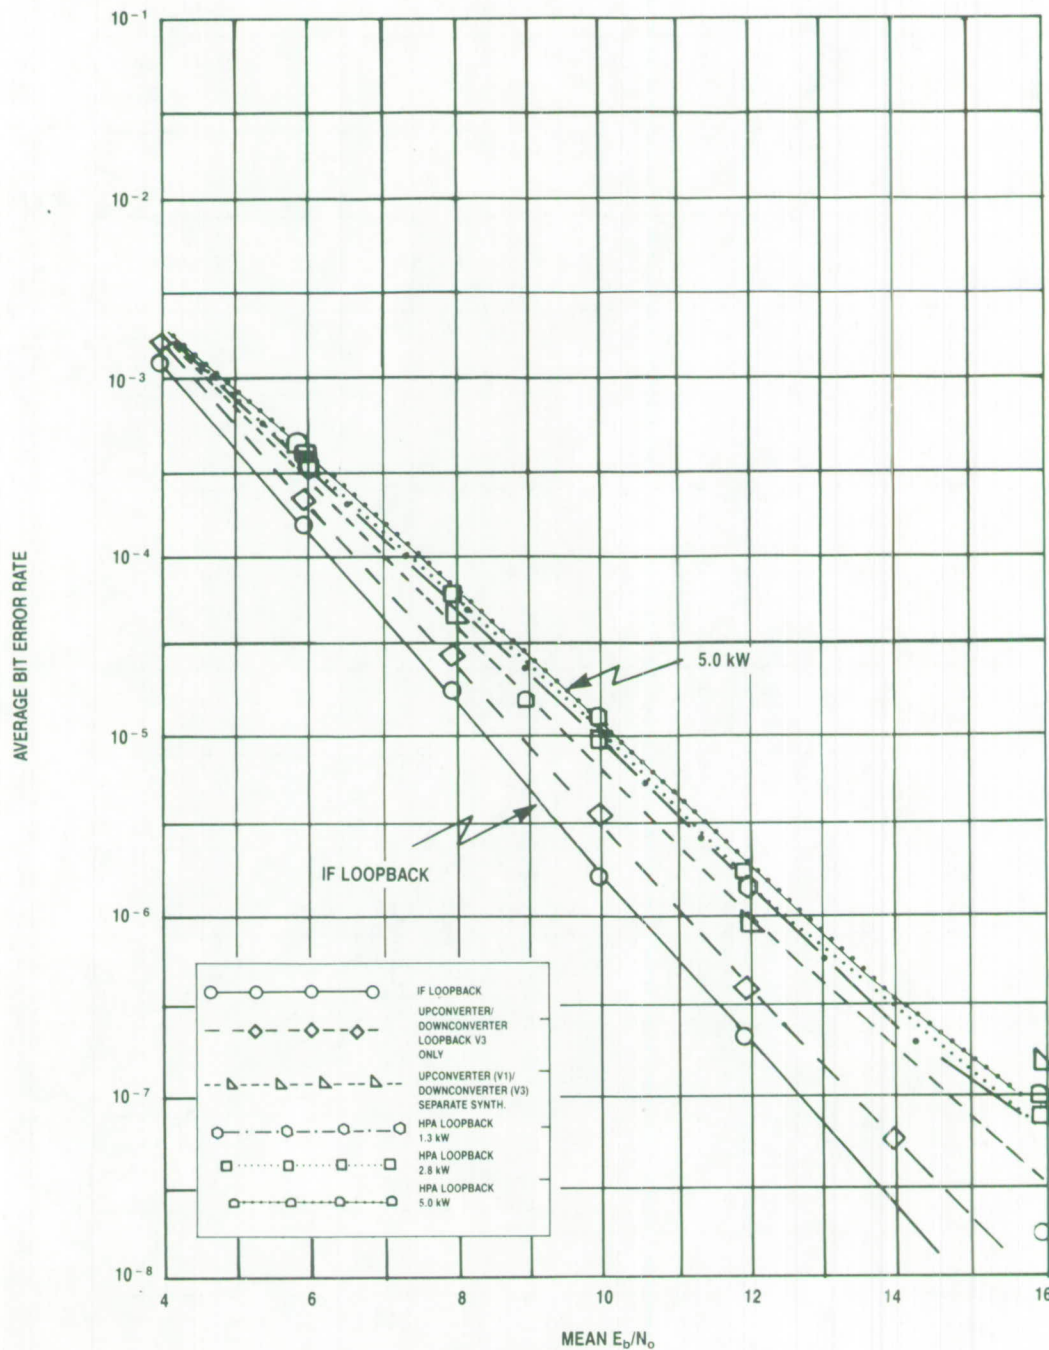 AVERAGE BIT ERROR RATE
10⁻¹
10⁻²
10⁻³
10⁻⁴
10⁻⁵
10⁻⁶
10⁻⁷
10⁻⁸
5.0 kW
IF LOOPBACK
IF LOOPBACK
UPCONVERTER/
DOWNCONVERTER
LOOPBACK V3
ONLY
UPCONVERTER (V1)/
DOWNCONVERTER (V3)
SEPARATE SYNTH.
HPA LOOPBACK
1.3 kW
HPA LOOPBACK
2.8 kW
HPA LOOPBACK
5.0 kW
4 6 8 10 12 14 16
MEAN E_b/N_o